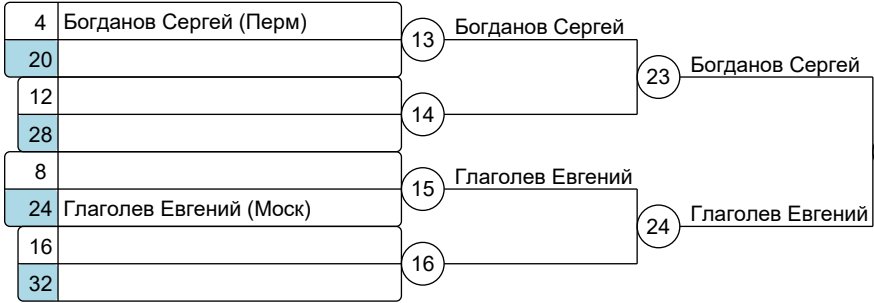 4 Богданов Сергей (Перм)
20
13 Богданов Сергей
23 Богданов Сергей
12
28
14
8
24 Глаголев Евгений (Моск)
15 Глаголев Евгений
24 Глаголев Евгений
16
32
16